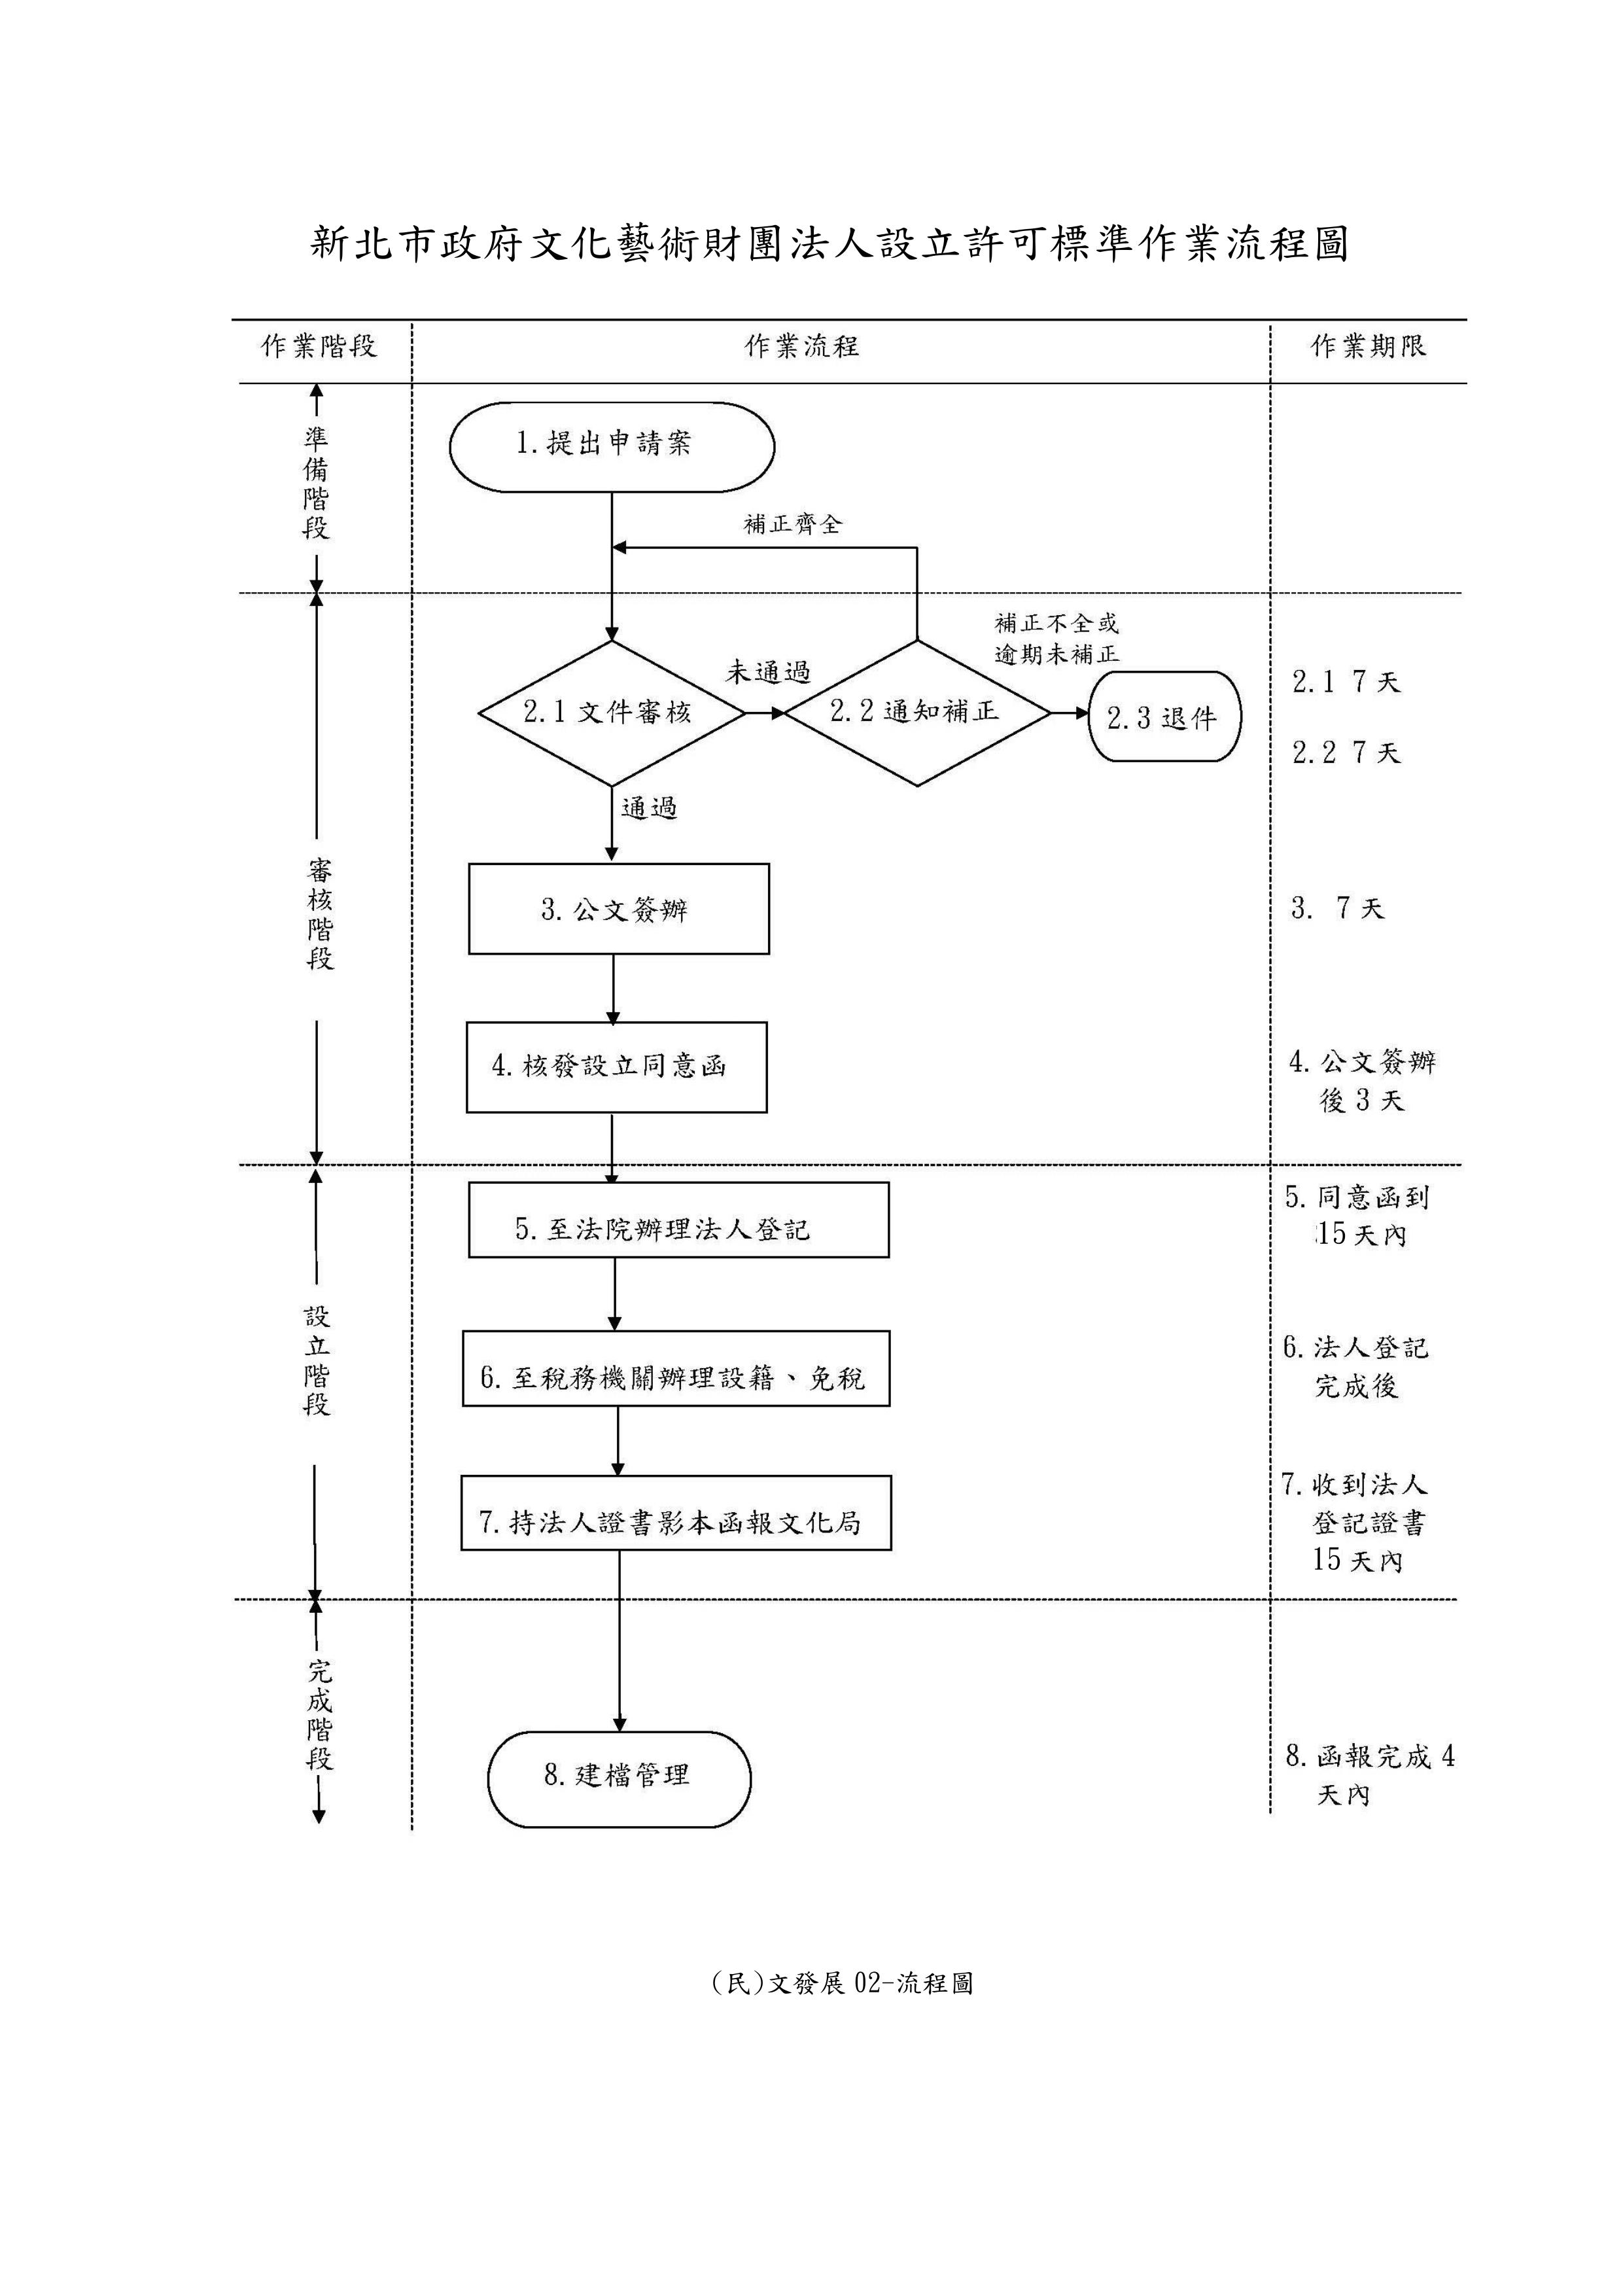 新北市政府文化藝術財團法人設立許可標準作業流程圖
作業階段
作業流程
作業期限
準備階段
1.提出申請案
補正齊全
審核階段
2.1文件審核
未通過
2.2通知補正
補正不全或
逾期未補正
2.3退件
2.1 7天
2.2 7天
通過
3.公文簽辦
3. 7天
4.核發設立同意函
4.公文簽辦
後3天
設立階段
5.至法院辦理法人登記
5.同意函到
15天內
6.至稅務機關辦理設籍、免稅
6.法人登記
完成後
7.持法人證書影本函報文化局
7.收到法人
登記證書
15天內
完成階段
8.建檔管理
8.函報完成4
天內
(民)文發展02-流程圖